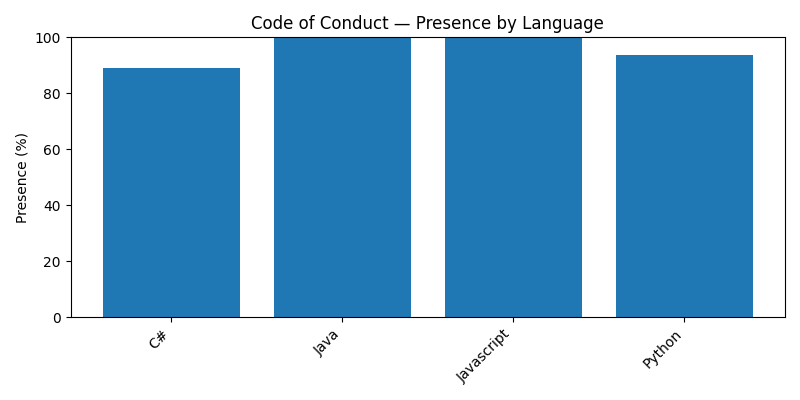 Code of Conduct — Presence by Language
Presence (%)
100
80
60
40
20
0
C#
Java
Javascript
Python